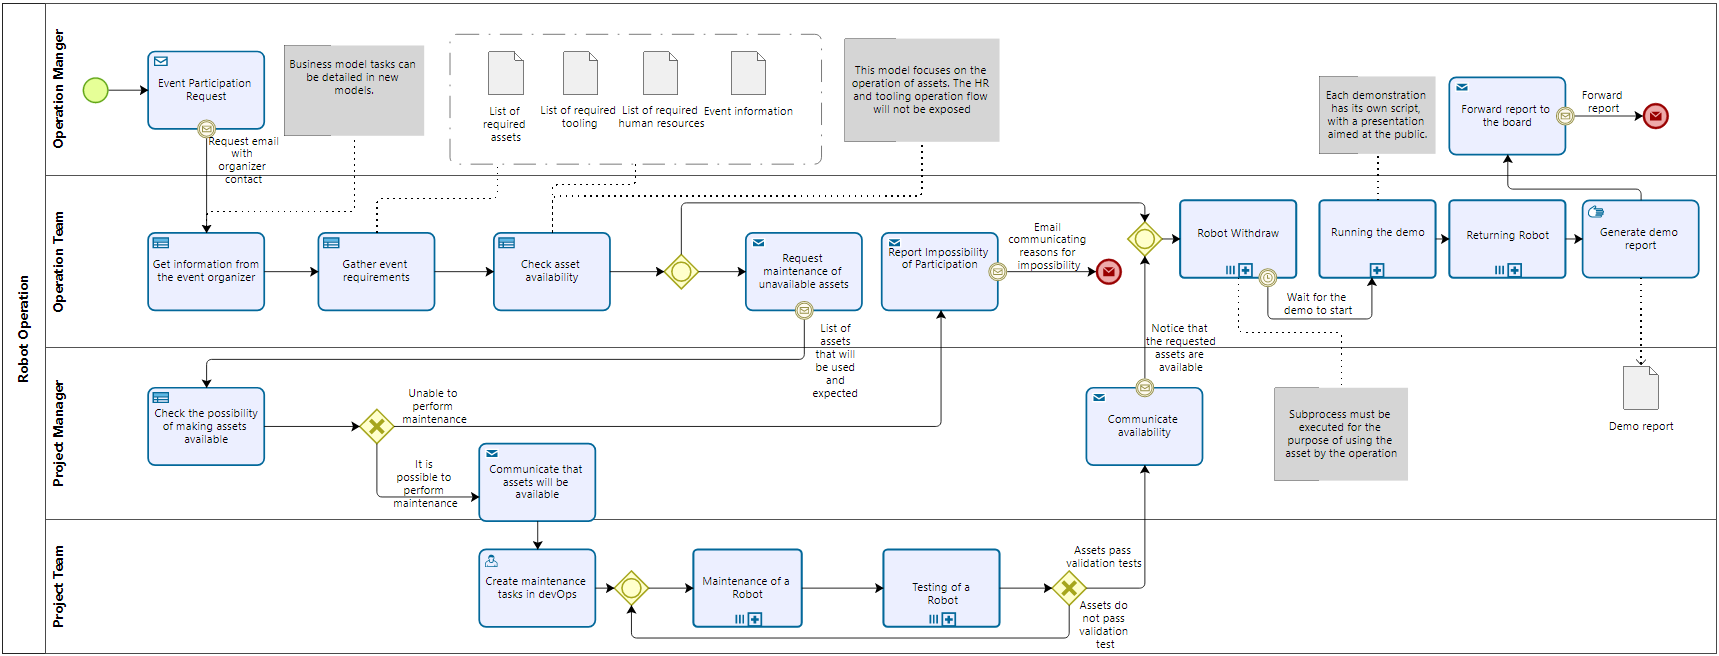 Robot Operation
Operation Manger
Event Participation
Request
Request email
with
organizer
contact
Business model tasks can
be detailed in new
models.
List of
required
assets
List of required
tooling
List of required
human resources
Event information
This model focuses on the
operation of assets. The HR
and tooling operation flow
will not be exposed
Each demonstration
has its own script,
with a presentation
aimed at the public.
Forward report to
the board
Forward
report
Operation Team
Get information from
the event organizer
Gather event
requirements
Check asset
availability
Request
maintenance of
unavailable assets
List of
assets
that will
be used
and
expected
Report Impossibility
of Participation
Email
communicating
reasons for
impossibility
Robot Withdraw
Wait for the
demo to start
Running the demo
Returning Robot
Generate demo
report
Notice that
the requested
assets are
available
Project Manager
Check the possibility
of making assets
available
Unable to
perform
maintenance
It is
possible to
perform
maintenance
Communicate that
assets will be
available
Communicate
availability
Subprocess must be
executed for the
purpose of using the
asset by the operation
Demo report
Project Team
Create maintenance
tasks in devOps
Maintenance of a
Robot
Testing of a
Robot
Assets pass
validation tests
Assets do
not pass
validation
test